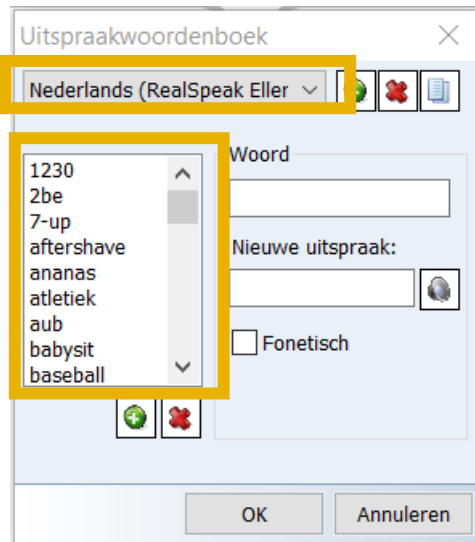 Uitspraakwoordenboek
Nederlands (RealSpeak Eller
1230
2be
7-up
aftershave
ananas
atletiek
aub
babysit
baseball
Woord
Nieuwe uitspraak:
Fonetisch
OK
Annuleren